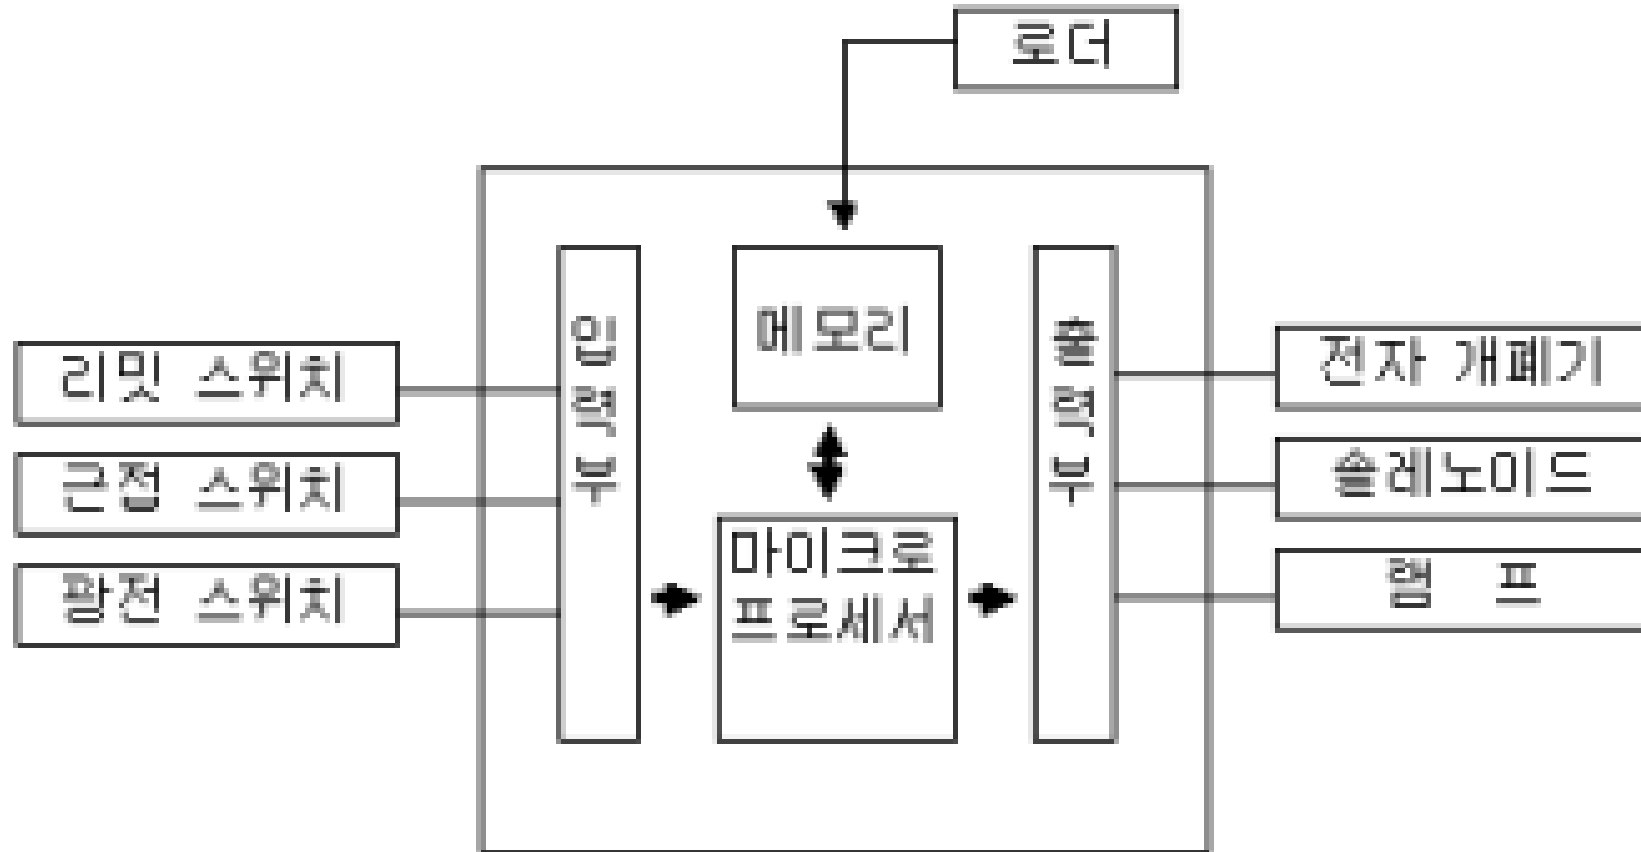 로더
메모리
입력부
출력부
리밋 스위치
근접 스위치
광전 스위치
마이크로
프로세서
전자 개폐기
솔레노이드
램 프